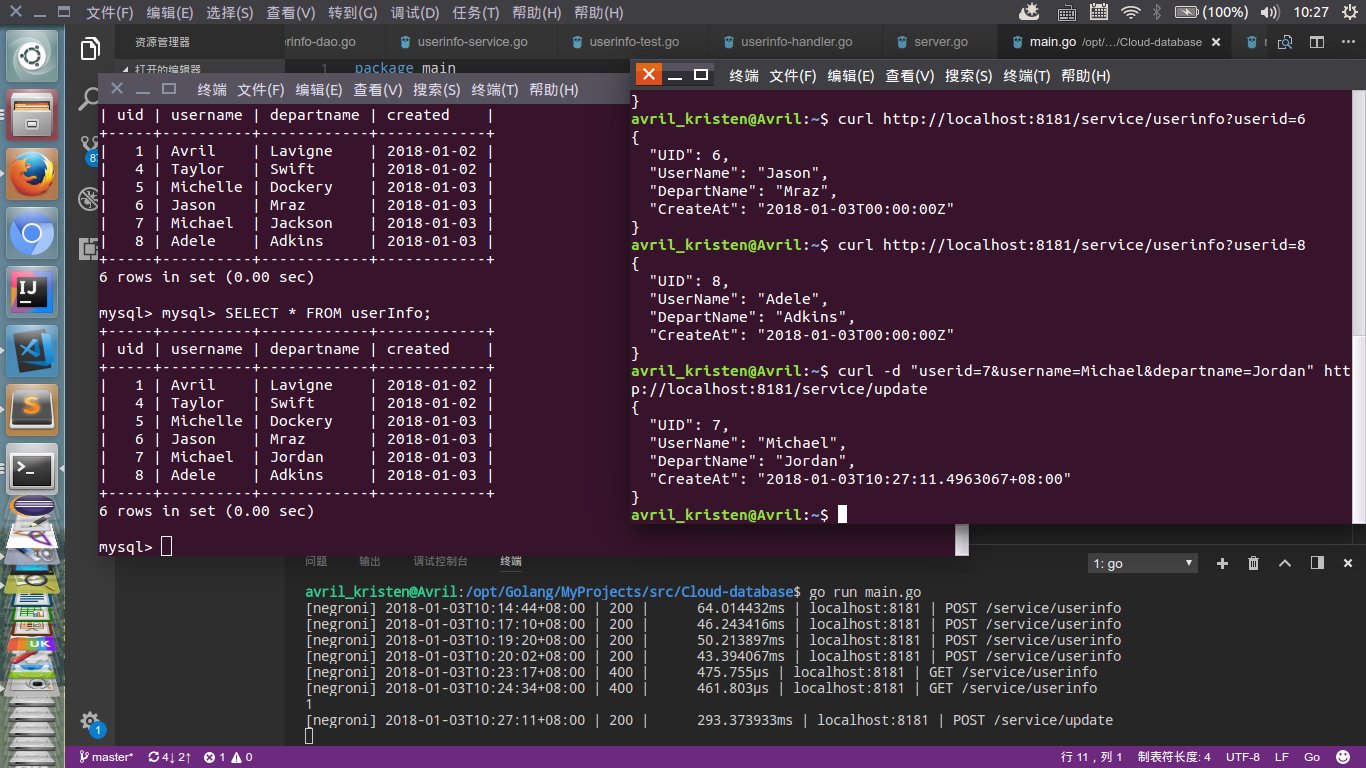 文件(F) 编辑(E) 选择(S) 查看(V) 转到(G) 调试(D) 任务(T) 帮助(H) 帮助(H)
(100%) 10:27
资源管理器
erinfo-dao.go userinfo-service.go userinfo-test.go userinfo-handler.go server.go main.go /opt/…/Cloud-database
打开的编辑器
1 package main
终端 文件(F) 编辑(E) 查看(V) 搜索(S) 终端(T) 帮助(H)
| uid | username | departname | created    |
+-----+----------+------------+------------+
|   1 | Avril    | Lavigne    | 2018-01-02 |
|   4 | Taylor   | Swift      | 2018-01-02 |
|   5 | Michelle | Dockery    | 2018-01-03 |
|   6 | Jason    | Mraz       | 2018-01-03 |
|   7 | Michael  | Jackson    | 2018-01-03 |
|   8 | Adele    | Adkins     | 2018-01-03 |
+-----+----------+------------+------------+
6 rows in set (0.00 sec)
mysql> mysql> SELECT * FROM userInfo;
+-----+----------+------------+------------+
| uid | username | departname | created    |
+-----+----------+------------+------------+
|   1 | Avril    | Lavigne    | 2018-01-02 |
|   4 | Taylor   | Swift      | 2018-01-02 |
|   5 | Michelle | Dockery    | 2018-01-03 |
|   6 | Jason    | Mraz       | 2018-01-03 |
|   7 | Michael  | Jordan     | 2018-01-03 |
|   8 | Adele    | Adkins     | 2018-01-03 |
+-----+----------+------------+------------+
6 rows in set (0.00 sec)
mysql>
终端 文件(F) 编辑(E) 查看(V) 搜索(S) 终端(T) 帮助(H)
}
avril_kristen@Avril:~$ curl http://localhost:8181/service/userinfo?userid=6
{
  "UID": 6,
  "UserName": "Jason",
  "DepartName": "Mraz",
  "CreateAt": "2018-01-03T00:00:00Z"
}
avril_kristen@Avril:~$ curl http://localhost:8181/service/userinfo?userid=8
{
  "UID": 8,
  "UserName": "Adele",
  "DepartName": "Adkins",
  "CreateAt": "2018-01-03T00:00:00Z"
}
avril_kristen@Avril:~$ curl -d "userid=7&username=Michael&departname=Jordan" htt
p://localhost:8181/service/update
{
  "UID": 7,
  "UserName": "Michael",
  "DepartName": "Jordan",
  "CreateAt": "2018-01-03T10:27:11.4963067+08:00"
}
avril_kristen@Avril:~$
问题 输出 调试控制台 终端 1: go
avril_kristen@Avril:/opt/Golang/MyProjects/src/Cloud-database$ go run main.go
[negroni] 2018-01-03T10:14:44+08:00 | 200 |      64.014432ms | localhost:8181 | POST /service/userinfo
[negroni] 2018-01-03T10:17:10+08:00 | 200 |      46.243416ms | localhost:8181 | POST /service/userinfo
[negroni] 2018-01-03T10:19:20+08:00 | 200 |      50.213897ms | localhost:8181 | POST /service/userinfo
[negroni] 2018-01-03T10:20:02+08:00 | 200 |      43.394067ms | localhost:8181 | POST /service/userinfo
[negroni] 2018-01-03T10:23:17+08:00 | 400 |      475.755µs | localhost:8181 | GET /service/userinfo
[negroni] 2018-01-03T10:24:34+08:00 | 400 |      461.803µs | localhost:8181 | GET /service/userinfo
1
[negroni] 2018-01-03T10:27:11+08:00 | 200 |      293.373933ms | localhost:8181 | POST /service/update
IJ
UK
1
master* 4↓ 2↑ 1 0 行 11，列 1 制表符长度: 4 UTF-8 LF Go